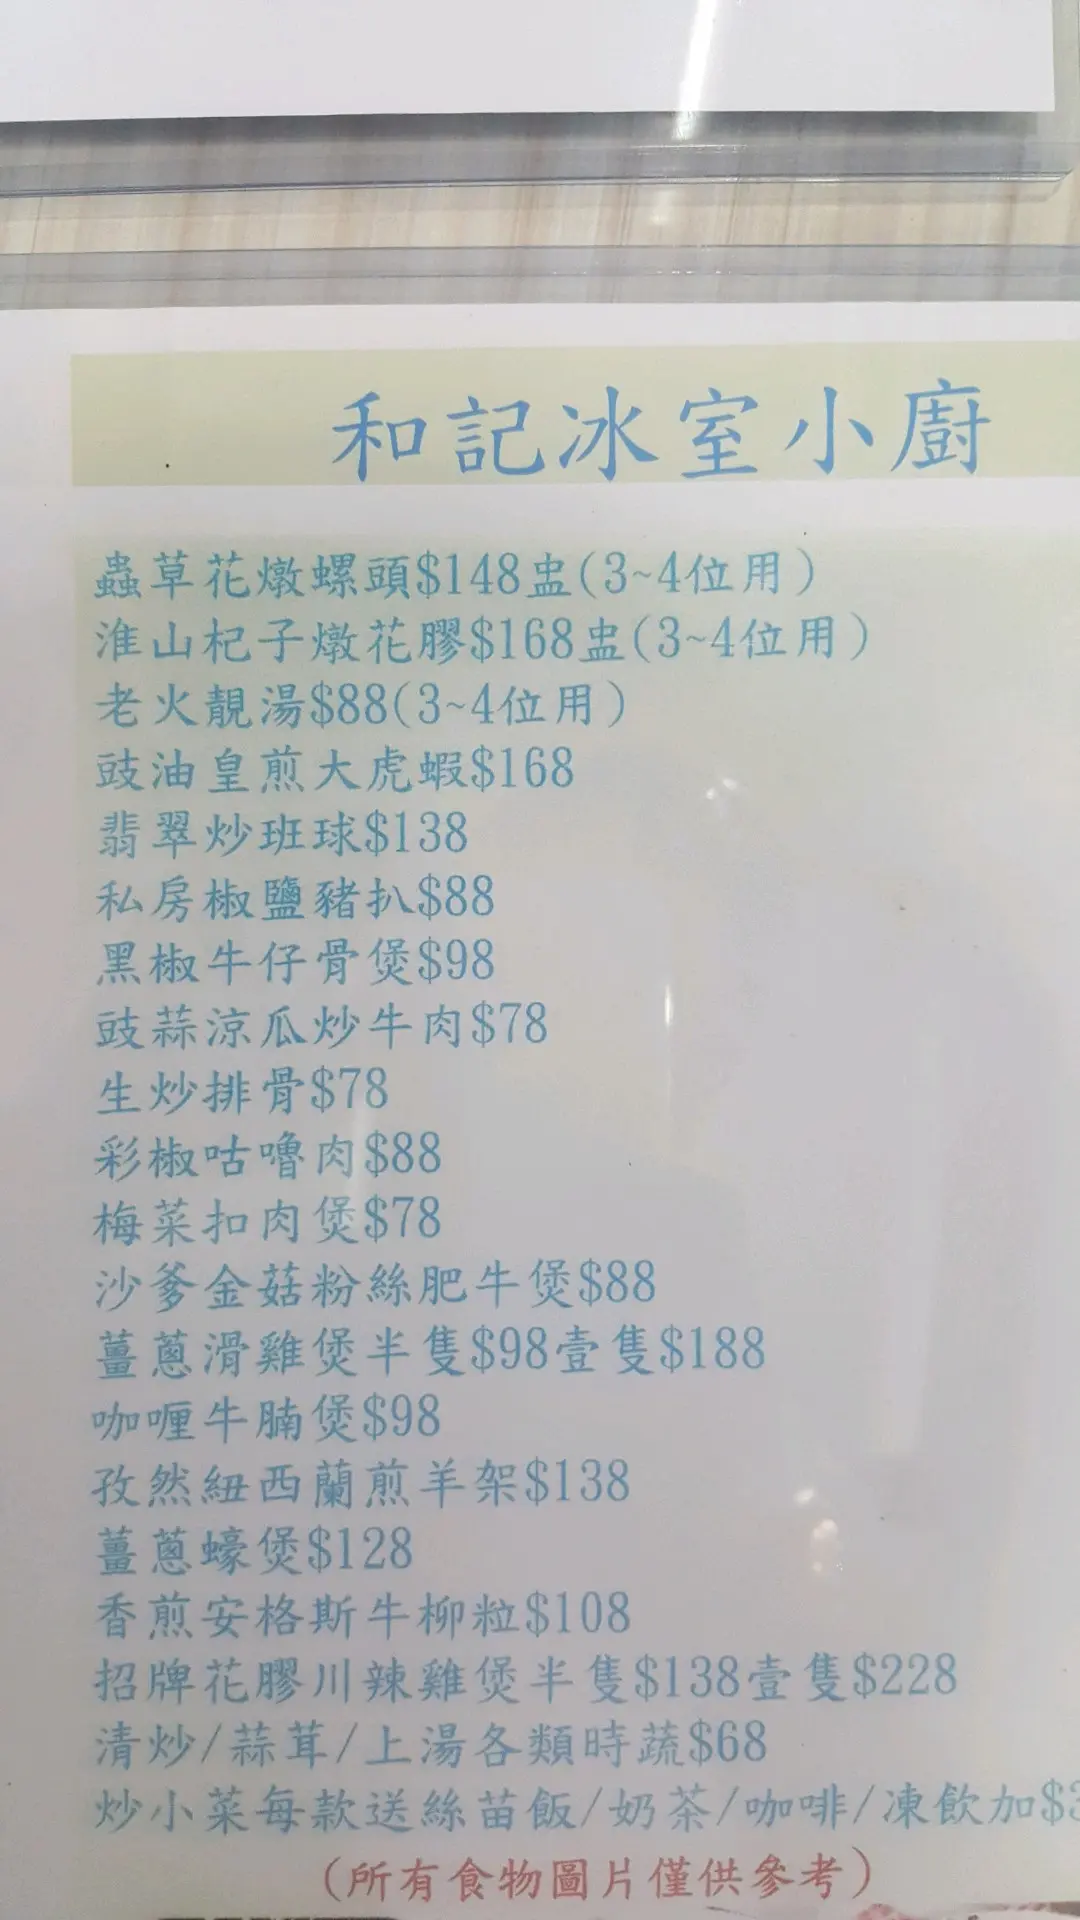 和記冰室小廚
蟲草花燉螺頭$148盅(3~4位用)
淮山杞子燉花膠$168盅(3~4位用)
老火靚湯$88(3~4位用)
豉油皇煎大虎蝦$168
翡翠炒班球$138
私房椒鹽豬扒$88
黑椒牛仔骨煲$98
豉蒜涼瓜炒牛肉$78
生炒排骨$78
彩椒咕嚕肉$88
梅菜扣肉煲$78
沙爹金菇粉絲肥牛煲$88
薑蔥滑雞煲半隻$98壹隻$188
咖喱牛腩煲$98
孜然紐西蘭煎羊架$138
薑蔥蠔煲$128
香煎安格斯牛柳粒$108
招牌花膠川辣雞煲半隻$138壹隻$228
清炒/蒜茸/上湯各類時蔬$68
炒小菜每款送絲苗飯/奶茶/咖啡/凍飲加$3
(所有食物圖片僅供參考)